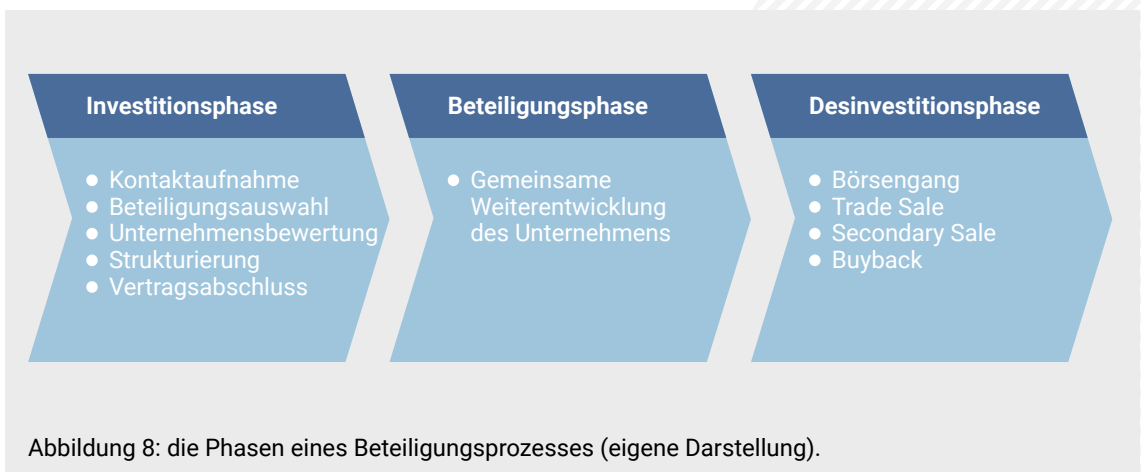 Investitionsphase
● Kontaktaufnahme
● Beteiligungsauswahl
● Unternehmensbewertung
● Strukturierung
● Vertragsabschluss
Beteiligungsphase
● Gemeinsame
Weiterentwicklung
des Unternehmens
Desinvestitionsphase
● Börsengang
● Trade Sale
● Secondary Sale
● Buyback
Abbildung 8: die Phasen eines Beteiligungsprozesses (eigene Darstellung).